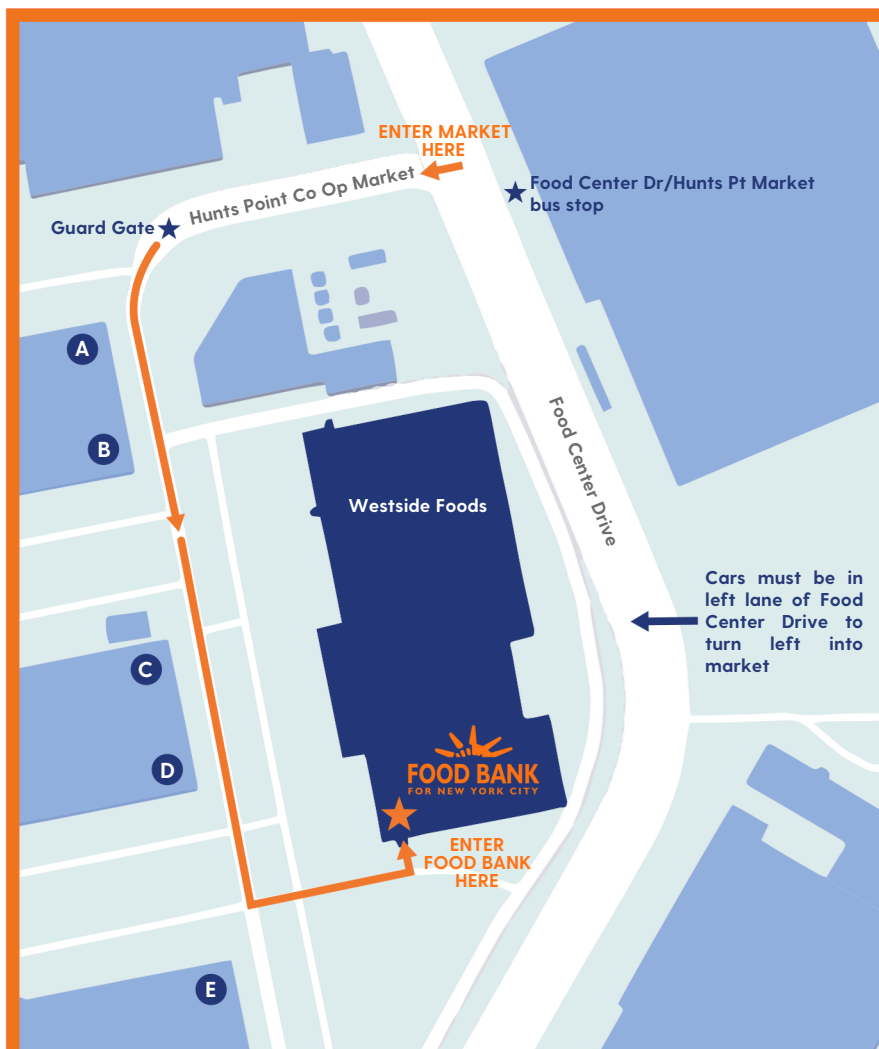 ENTER MARKET
HERE
Hunts Point Co Op Market
Food Center Dr/Hunts Pt Market
bus stop
Guard Gate
A
B
Food Center Drive
Westside Foods
Cars must be in
left lane of Food
Center Drive to
turn left into
market
C
D
FOOD BANK
FOR NEW YORK CITY
ENTER
FOOD BANK
HERE
E